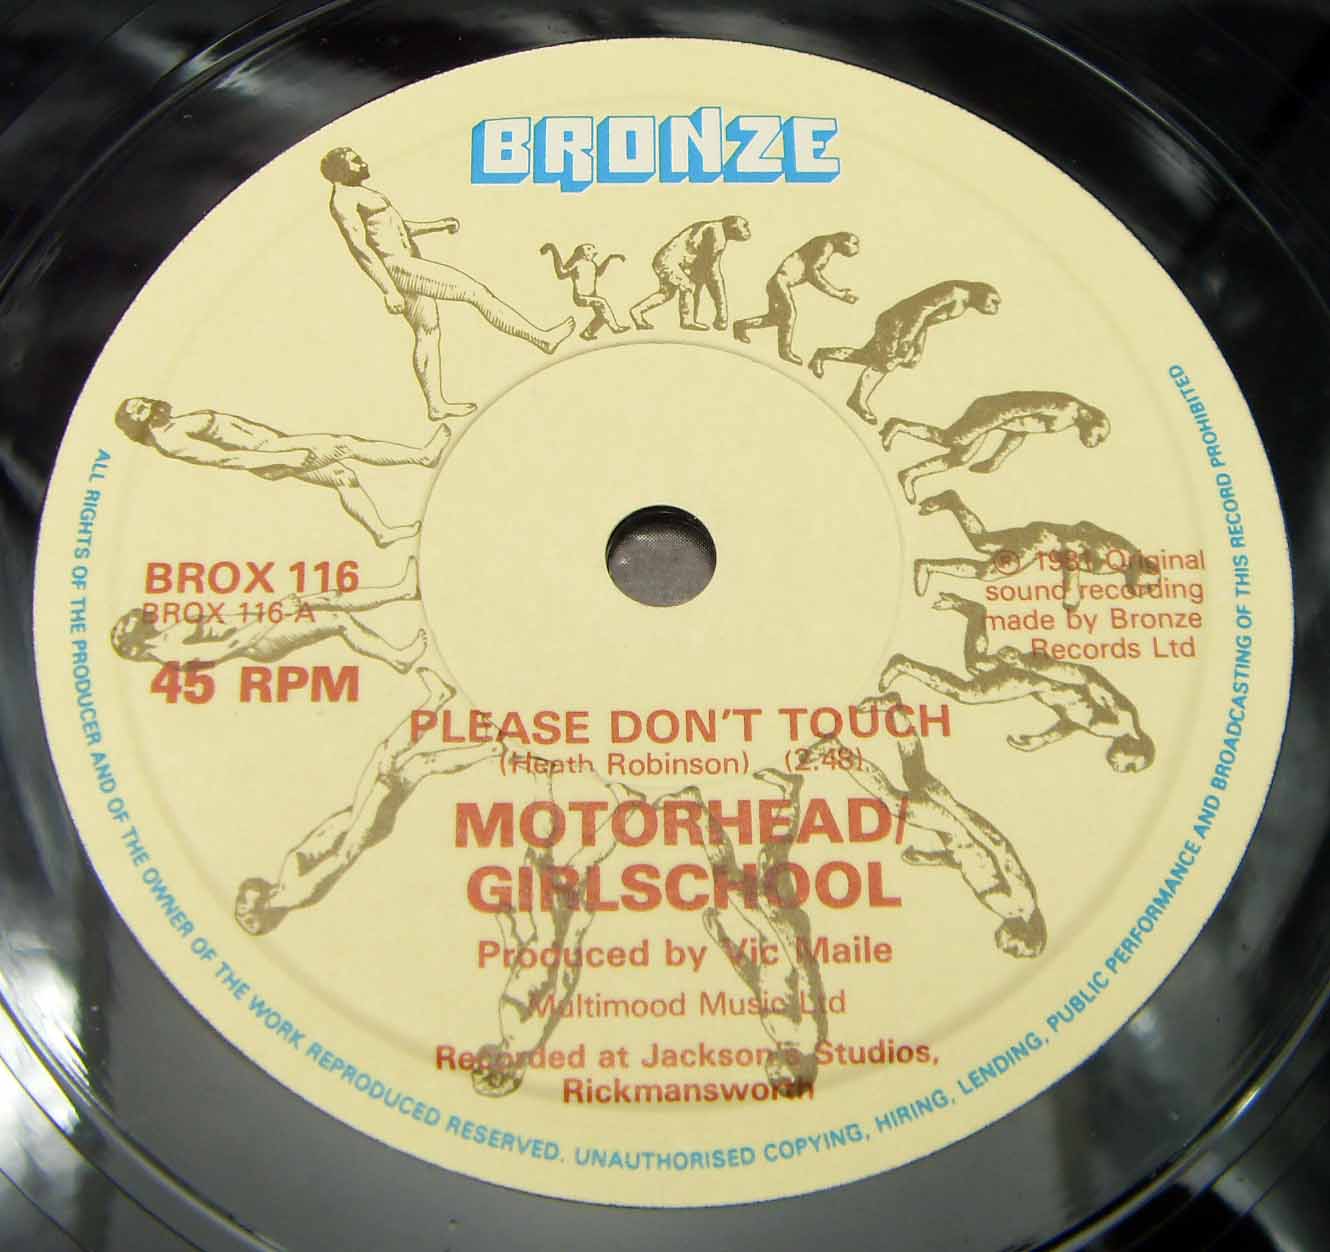 BRONZE
BROX 116
BROX 116-A
45 RPM
℗ 1981 Original
sound recording
made by Bronze
Records Ltd
PLEASE DON'T TOUCH
(Heath Robinson) (2.48)
MOTORHEAD/
GIRLSCHOOL
Produced by Vic Maile
Multimood Music Ltd
Recorded at Jackson's Studios,
Rickmansworth
ALL RIGHTS OF THE PRODUCER AND OF THE OWNER OF THE WORK REPRODUCED RESERVED. UNAUTHORISED COPYING, HIRING, LENDING, PUBLIC PERFORMANCE AND BROADCASTING OF THIS RECORD PROHIBITED